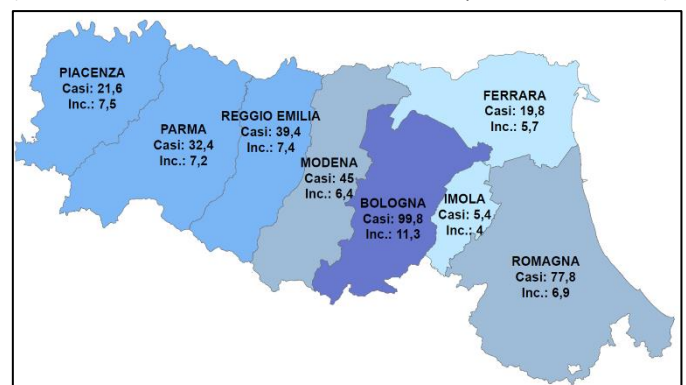 PIACENZA
Casi: 21,6
Inc.: 7,5
PARMA
Casi: 32,4
Inc.: 7,2
REGGIO EMILIA
Casi: 39,4
Inc.: 7,4
MODENA
Casi: 45
Inc.: 6,4
BOLOGNA
Casi: 99,8
Inc.: 11,3
FERRARA
Casi: 19,8
Inc.: 5,7
IMOLA
Casi: 5,4
Inc.: 4
ROMAGNA
Casi: 77,8
Inc.: 6,9